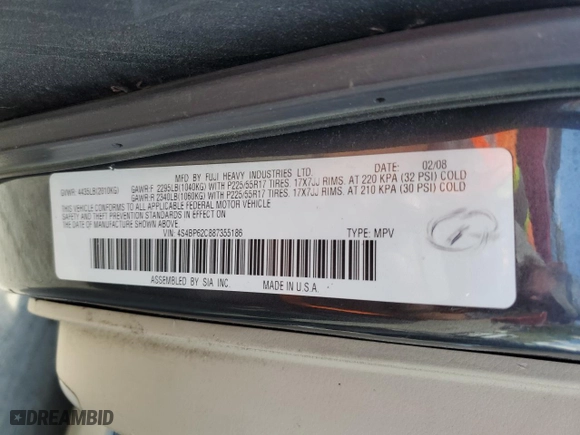 MFD BY FUJI HEAVY INDUSTRIES LTD. 02/08
GVWR: 4435LB(2010KG) GAWR:F 2295LB(1040KG) WITH P225/55R17 TIRES. 17X7JJ RIMS. AT 220 KPA (32 PSI) COLD
GAWR:R 2340LB(1060KG) WITH P225/55R17 TIRES. 17X7JJ RIMS. AT 210 KPA (30 PSI) COLD
THIS VEHICLE CONFORMS TO ALL APPLICABLE FEDERAL MOTOR VEHICLE
SAFETY STANDARDS AND THEFT PREVENTION STANDARDS IN EFFECT ON
THE DATE OF MANUFACTURE SHOWN ABOVE.
VIN: 4S4BP62C887355186 TYPE: MPV
ASSEMBLED BY SIA INC. MADE IN U.S.A.
DREAMBID